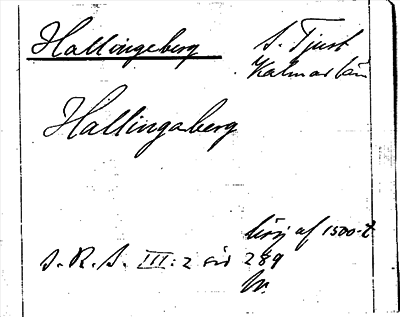 Hallingeberg S. Tjust
Kalmar län
Hallingaberg
börj af 1500-t
S. R. S. III: 2 sid 289